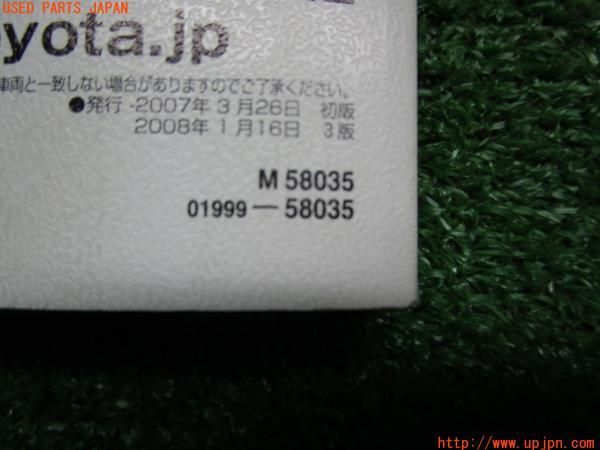 USED PARTS JAPAN
oyota.jp
車両と一致しない場合がありますのでご了承ください。
●発行-2007年3月26日 初版
2008年1月16日 3版
M 58035
01999-58035
http://www.upjpn.com/